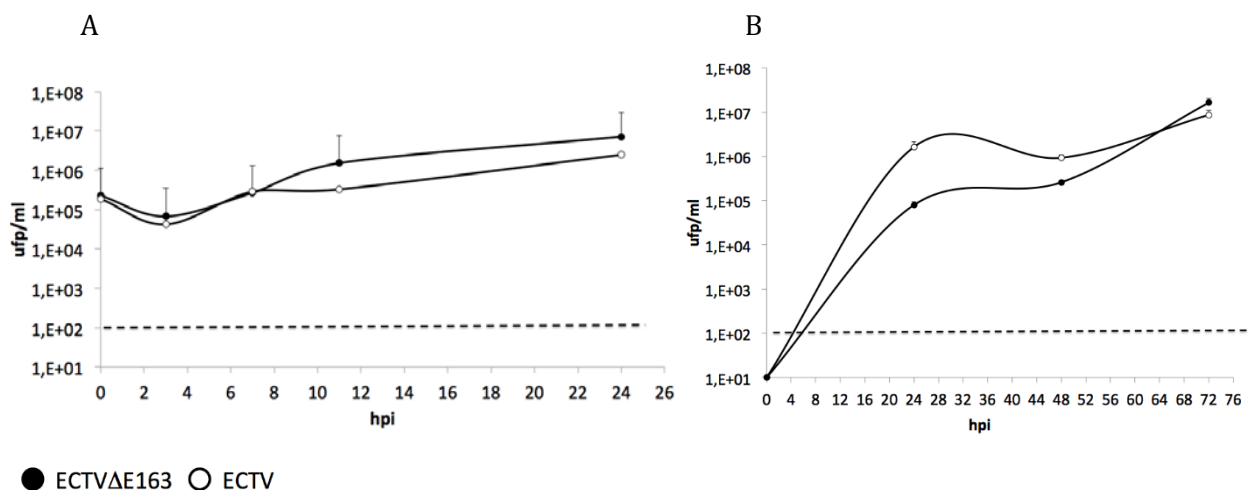 A
1,E+08
1,E+07
1,E+06
1,E+05
1,E+04
1,E+03
1,E+02
1,E+01
ufp/ml
0 2 4 6 8 10 12 14 16 18 20 22 24 26
hpi
B
1,E+08
1,E+07
1,E+06
1,E+05
1,E+04
1,E+03
1,E+02
1,E+01
ufp/ml
0 4 8 12 16 20 24 28 32 36 40 44 48 52 56 60 64 68 72 76
hpi
ECTVΔE163 ECTV